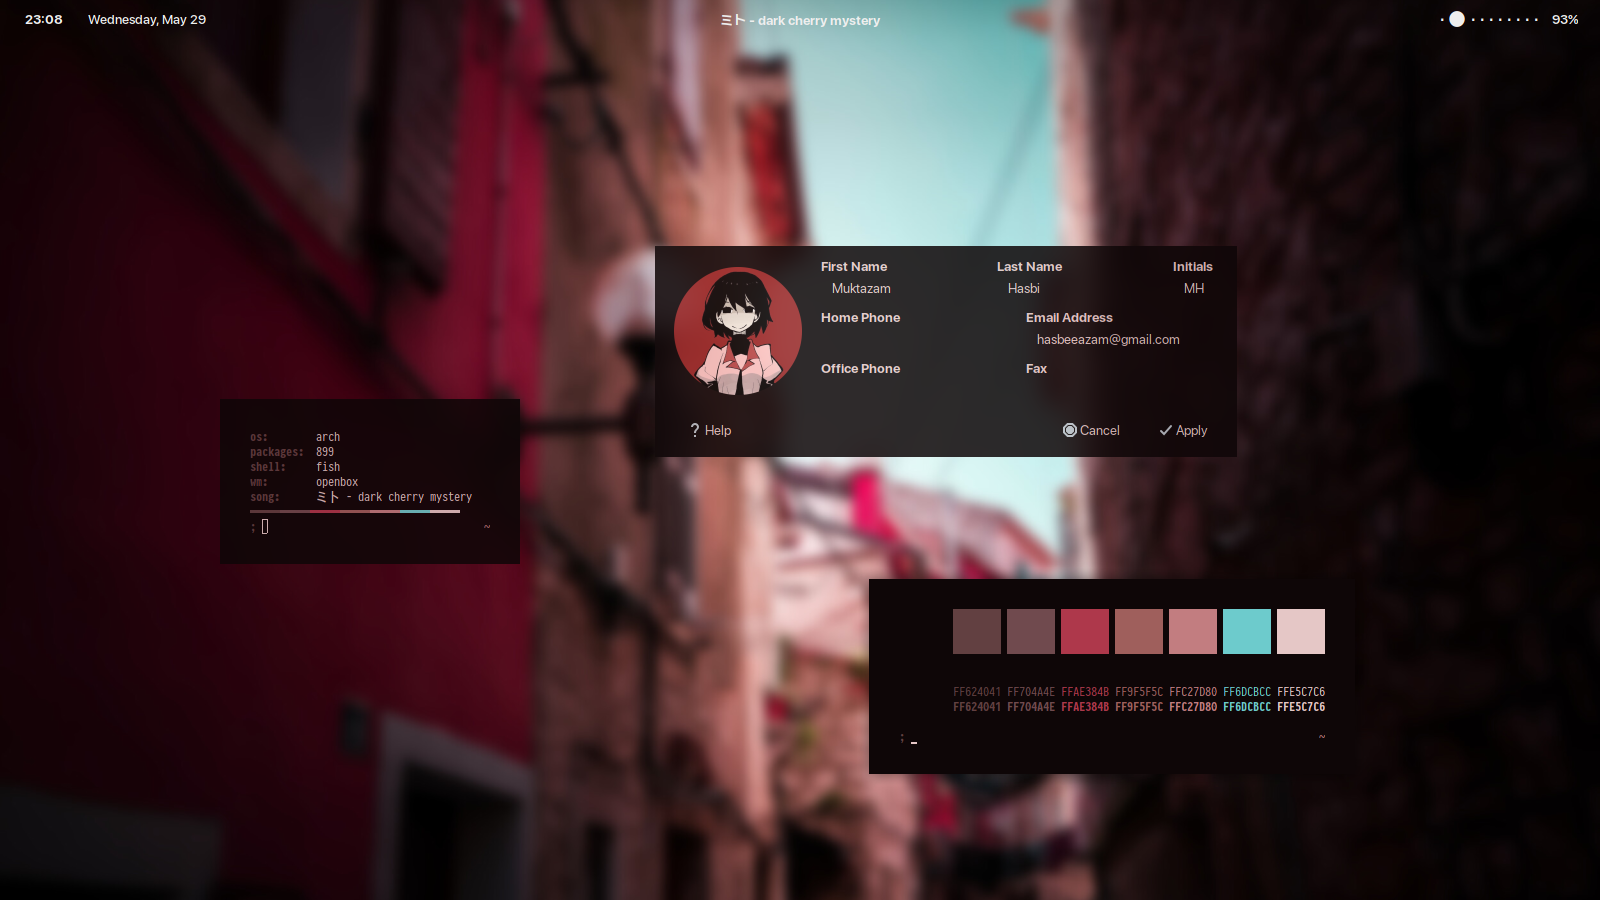 23:08 Wednesday, May 29 ミト - dark cherry mystery 93%
First Name Last Name Initials
Muktazam Hasbi MH
Home Phone Email Address
hasbeeazam@gmail.com
Office Phone Fax
? Help Cancel Apply
os: arch
packages: 899
shell: fish
wm: openbox
song: ミト - dark cherry mystery
; ~
FF624041 FF704A4E FFAE384B FF9F5F5C FFC27D80 FF6DCBCC FFE5C7C6
FF624041 FF704A4E FFAE384B FF9F5F5C FFC27D80 FF6DCBCC FFE5C7C6
; _ ~